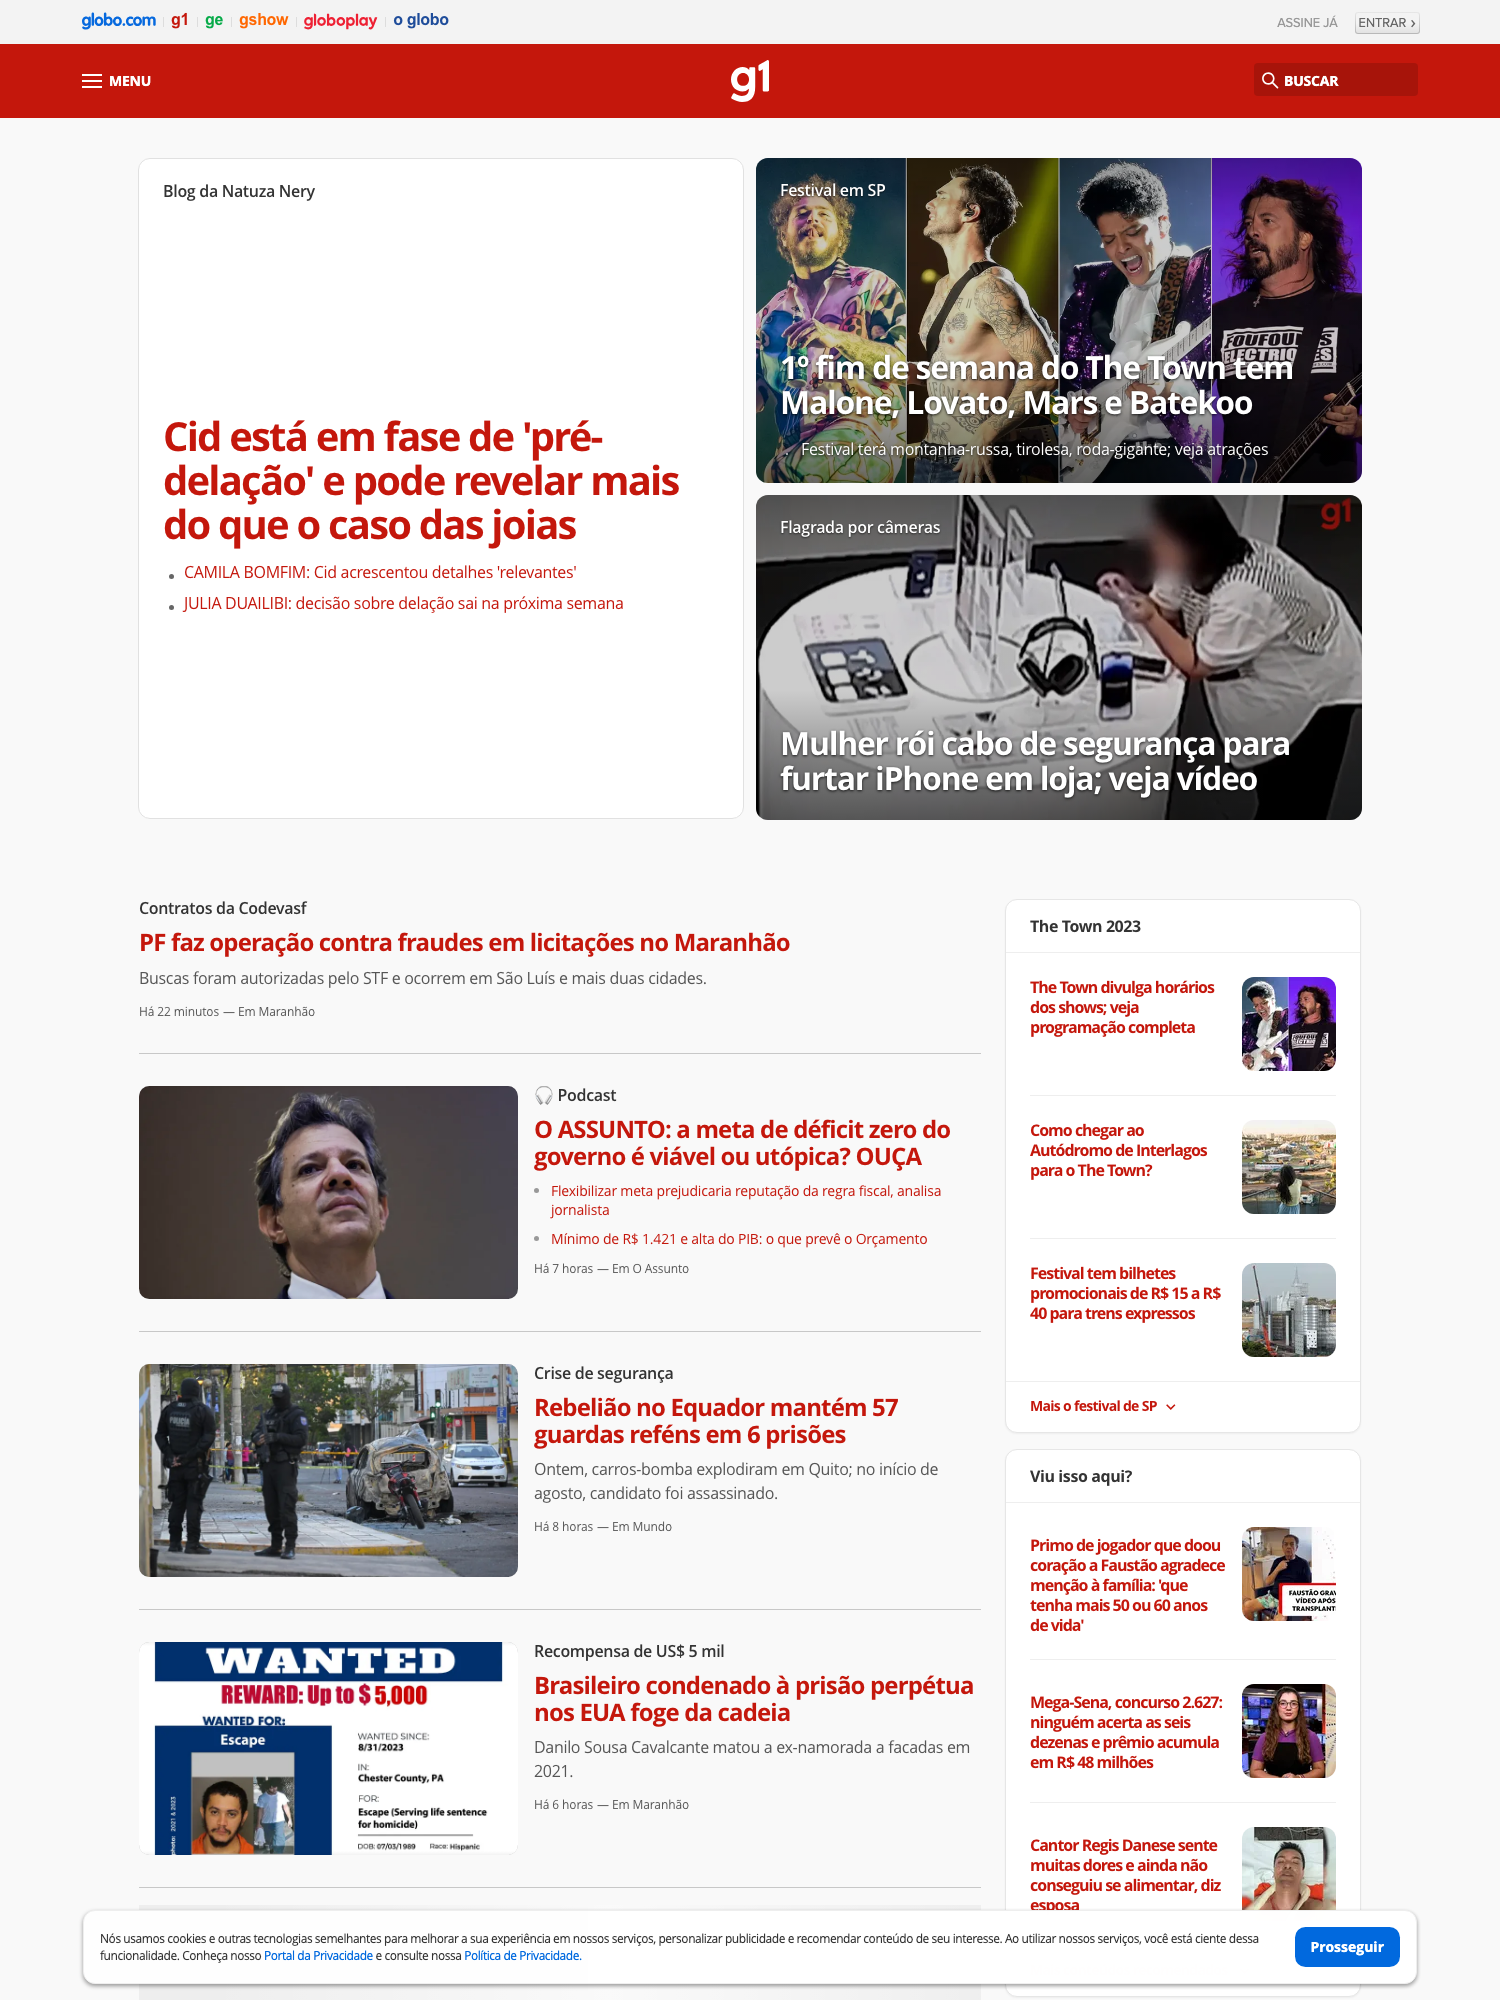 globo.com
g1
ge
gshow
globoplay
o globo
ASSINE JÁ
ENTRAR ›
MENU
g1
BUSCAR
Blog da Natuza Nery
Cid está em fase de 'pré-
delação' e pode revelar mais
do que o caso das joias
CAMILA BOMFIM: Cid acrescentou detalhes 'relevantes'
JULIA DUAILIBI: decisão sobre delação sai na próxima semana
Festival em SP
1º fim de semana do The Town tem
Malone, Lovato, Mars e Batekoo
Festival terá montanha-russa, tirolesa, roda-gigante; veja atrações
g1
Flagrada por câmeras
Mulher rói cabo de segurança para
furtar iPhone em loja; veja vídeo
Contratos da Codevasf
PF faz operação contra fraudes em licitações no Maranhão
Buscas foram autorizadas pelo STF e ocorrem em São Luís e mais duas cidades.
Há 22 minutos — Em Maranhão
Podcast
O ASSUNTO: a meta de déficit zero do
governo é viável ou utópica? OUÇA
Flexibilizar meta prejudicaria reputação da regra fiscal, analisa
jornalista
Mínimo de R$ 1.421 e alta do PIB: o que prevê o Orçamento
Há 7 horas — Em O Assunto
POLICIA
Crise de segurança
Rebelião no Equador mantém 57
guardas reféns em 6 prisões
Ontem, carros-bomba explodiram em Quito; no início de
agosto, candidato foi assassinado.
Há 8 horas — Em Mundo
WANTED
REWARD: Up to $ 5,000
WANTED FOR:
Escape
WANTED SINCE:
8/31/2023
IN:
Chester County, PA
FOR:
Escape (Serving life sentence
for homicide)
DOB: 07/03/1989 Race: Hispanic
photo: 2021 & 2023
Recompensa de US$ 5 mil
Brasileiro condenado à prisão perpétua
nos EUA foge da cadeia
Danilo Sousa Cavalcante matou a ex-namorada a facadas em
2021.
Há 6 horas — Em Maranhão
The Town 2023
The Town divulga horários
dos shows; veja
programação completa
Como chegar ao
Autódromo de Interlagos
para o The Town?
Festival tem bilhetes
promocionais de R$ 15 a R$
40 para trens expressos
Mais o festival de SP
Viu isso aqui?
Primo de jogador que doou
coração a Faustão agradece
menção à família: 'que
tenha mais 50 ou 60 anos
de vida'
FAUSTÃO GRAV
VÍDEO APÓS
TRANSPLANT
Mega-Sena, concurso 2.627:
ninguém acerta as seis
dezenas e prêmio acumula
em R$ 48 milhões
Cantor Regis Danese sente
muitas dores e ainda não
conseguiu se alimentar, diz
esposa
Nós usamos cookies e outras tecnologias semelhantes para melhorar a sua experiência em nossos serviços, personalizar publicidade e recomendar conteúdo de seu interesse. Ao utilizar nossos serviços, você está ciente dessa
funcionalidade. Conheça nosso Portal da Privacidade e consulte nossa Política de Privacidade.
Prosseguir